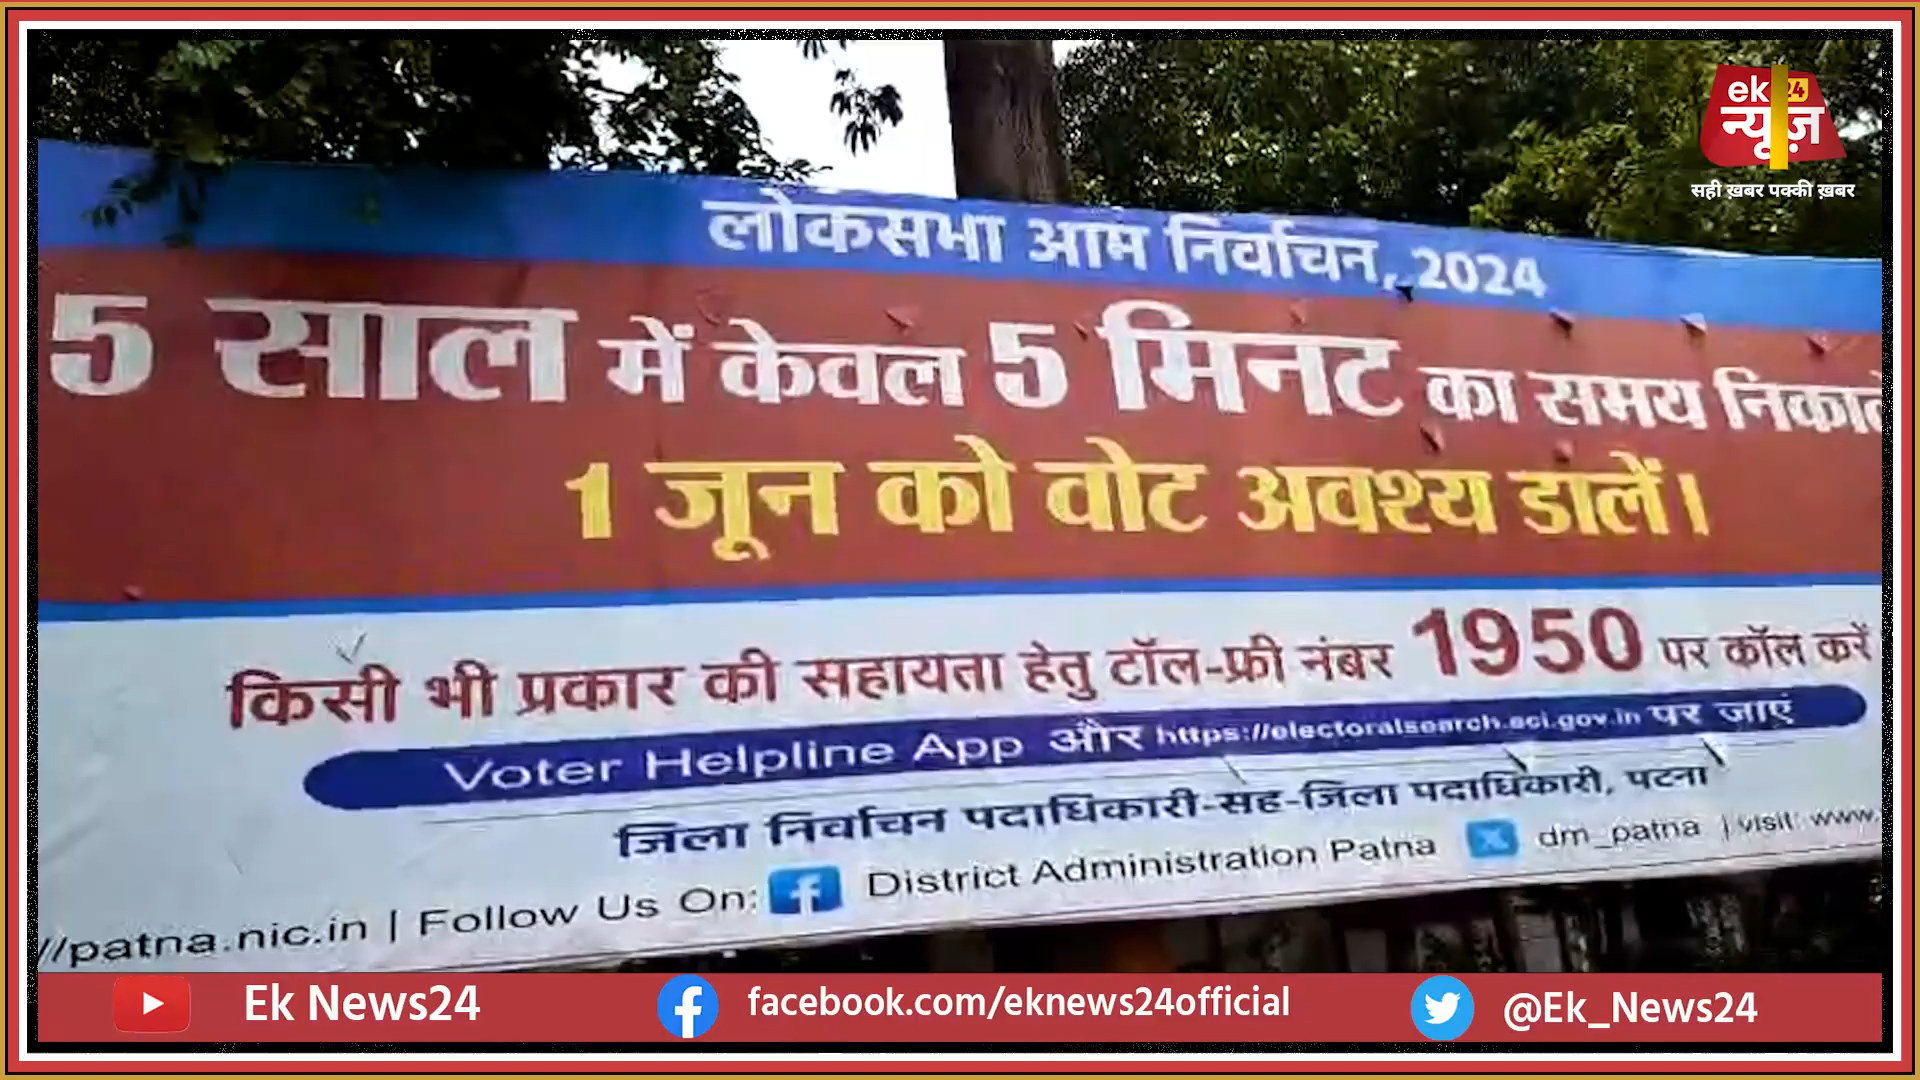 ek 24
न्यूज़
सही ख़बर पक्की ख़बर
लोकसभा आम निर्वाचन, 2024
5 साल में केवल 5 मिनट का समय
1 जून को वोट अवश्य डालें।
किसी भी प्रकार की सहायता हेतु टॉल-फ्री नंबर 1950 पर कॉल करें
Voter Helpline App और https://electoralsearch.eci.gov.in पर जाएं
जिला निर्वाचन पदाधिकारी-सह-जिला पदाधिकारी, पटना
//patna.nic.in | Follow Us On: District Administration Patna dm_patna | visit: www.
Ek News24 facebook.com/eknews24official @Ek_News24